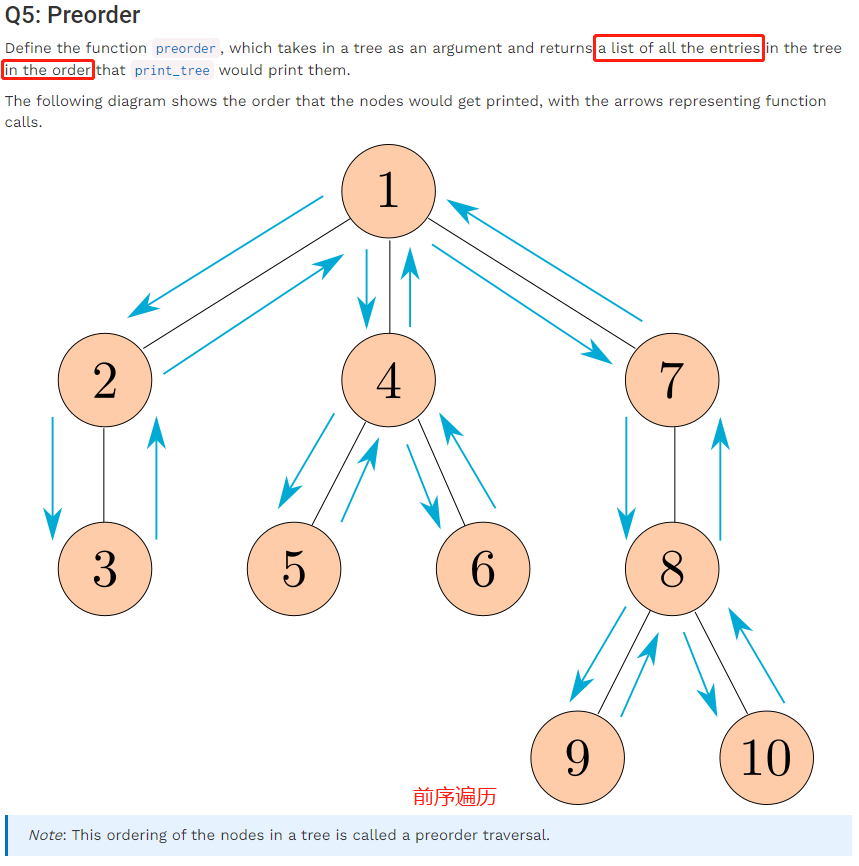 Q5: Preorder
Define the function preorder, which takes in a tree as an argument and returns a list of all the entries in the tree
in the order that print_tree would print them.
The following diagram shows the order that the nodes would get printed, with the arrows representing function
calls.
1
2
4
7
3
5
6
8
9
10
前序遍历
Note: This ordering of the nodes in a tree is called a preorder traversal.